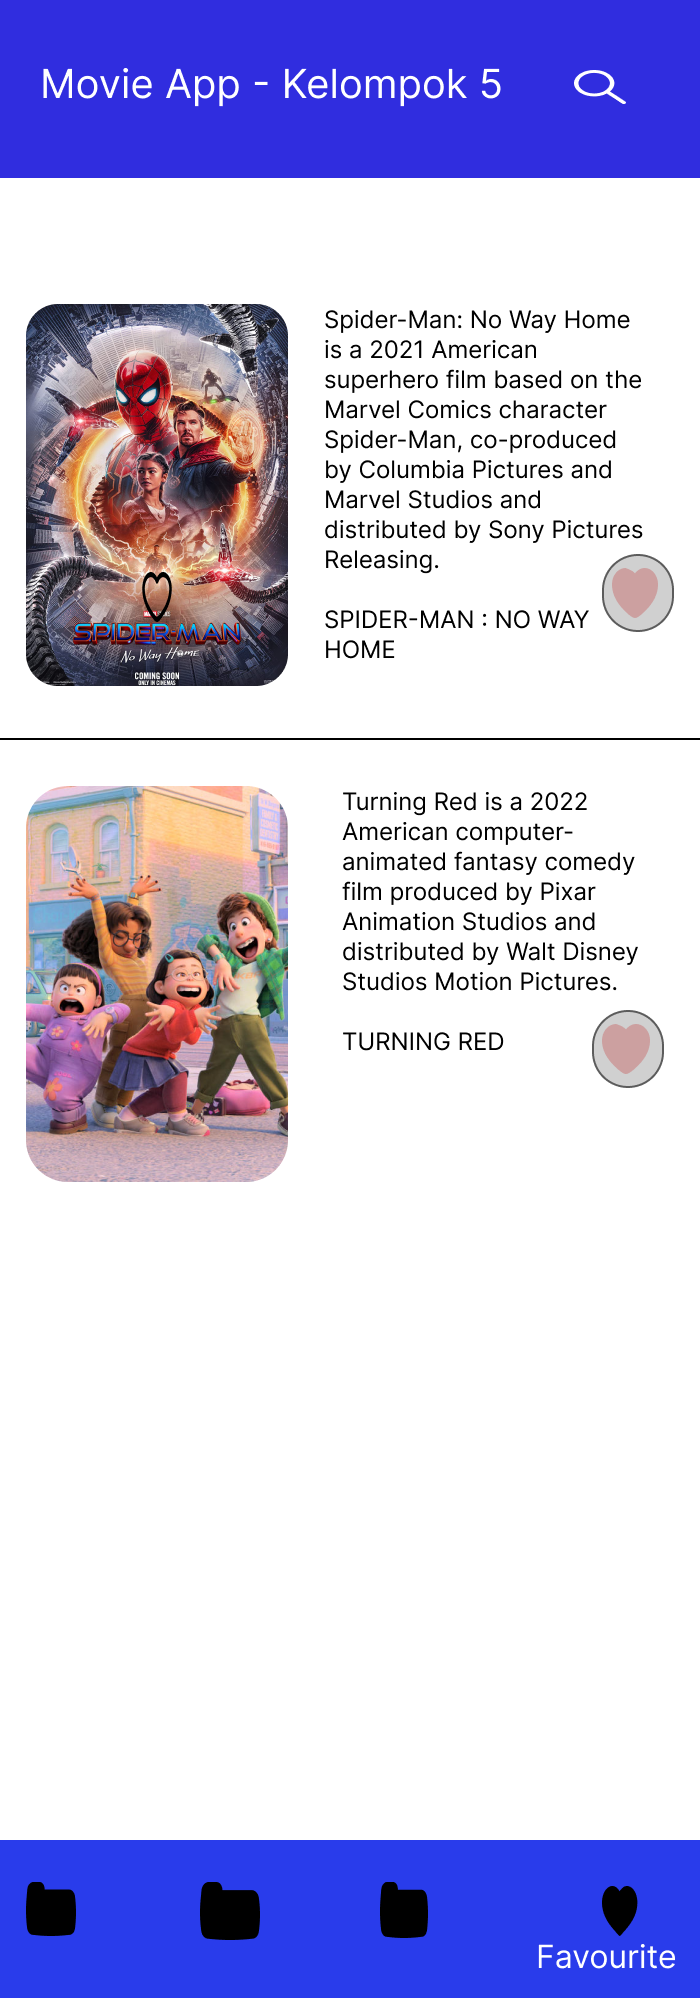 Movie App - Kelompok 5
Spider-Man: No Way Home
is a 2021 American
superhero film based on the
Marvel Comics character
Spider-Man, co-produced
by Columbia Pictures and
Marvel Studios and
distributed by Sony Pictures
Releasing.
SPIDER-MAN : NO WAY
HOME
SPIDER-MAN
No Way Home
COMING SOON
ONLY IN CINEMAS
Turning Red is a 2022
American computer-
animated fantasy comedy
film produced by Pixar
Animation Studios and
distributed by Walt Disney
Studios Motion Pictures.
TURNING RED
Favourite